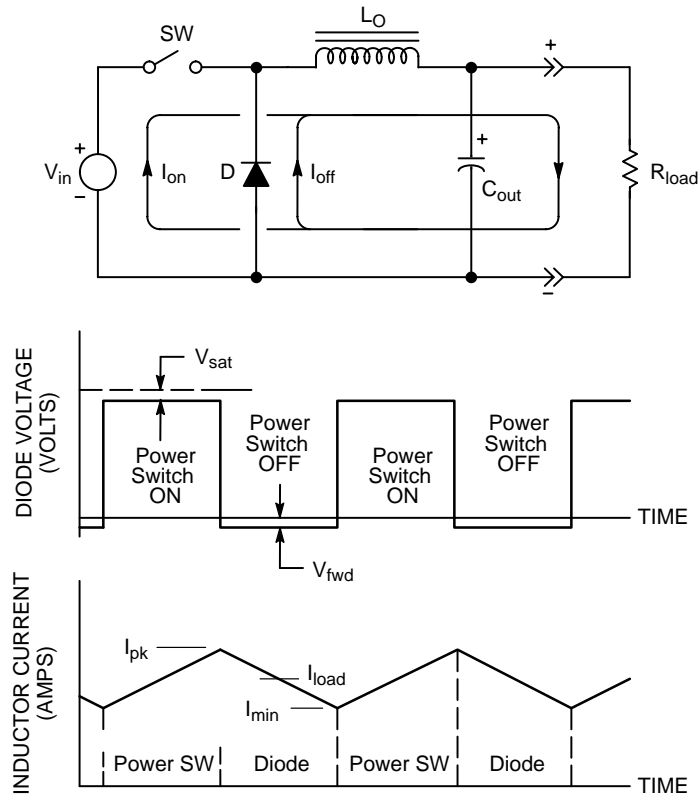 SW
LO
+
+
Vin
−
Ion
D
Ioff
+
Cout
Rload
−
DIODE VOLTAGE
(VOLTS)
Vsat
Power
Switch
ON
Power
Switch
OFF
Power
Switch
ON
Power
Switch
OFF
TIME
Vfwd
INDUCTOR CURRENT
(AMPS)
Ipk
Iload
Imin
Power SW
Diode
Power SW
Diode
TIME